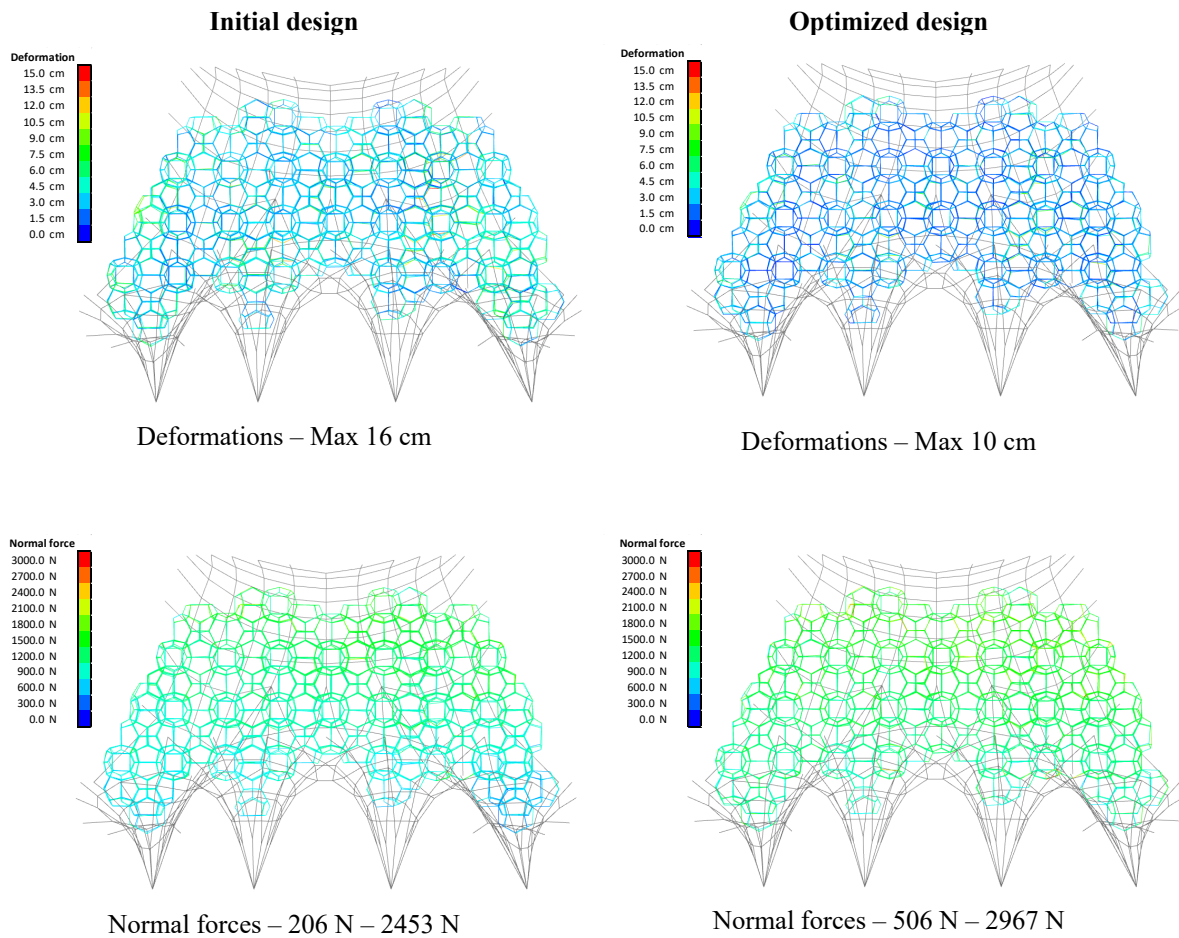 Initial design
Optimized design
Deformation
15.0 cm
13.5 cm
12.0 cm
10.5 cm
9.0 cm
7.5 cm
6.0 cm
4.5 cm
3.0 cm
1.5 cm
0.0 cm
Deformation
15.0 cm
13.5 cm
12.0 cm
10.5 cm
9.0 cm
7.5 cm
6.0 cm
4.5 cm
3.0 cm
1.5 cm
0.0 cm
Deformations – Max 16 cm
Deformations – Max 10 cm
Normal force
3000.0 N
2700.0 N
2400.0 N
2100.0 N
1800.0 N
1500.0 N
1200.0 N
900.0 N
600.0 N
300.0 N
0.0 N
Normal force
3000.0 N
2700.0 N
2400.0 N
2100.0 N
1800.0 N
1500.0 N
1200.0 N
900.0 N
600.0 N
300.0 N
0.0 N
Normal forces – 206 N – 2453 N
Normal forces – 506 N – 2967 N